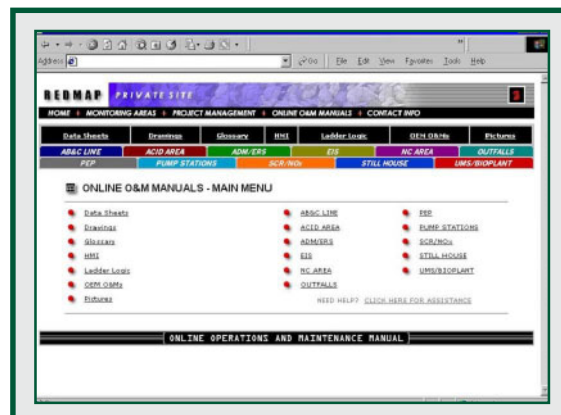 Address
Go File Edit View Favorites Tools Help
REDMAP PRIVATE SITE
HOME MONITORING AREAS PROJECT MANAGEMENT ONLINE O&M MANUALS CONTACT INFO
Data Sheets Drawings Glossary HMI Ladder Logic OEM O&Ms Pictures
AB&C LINE ACID AREA ADM/ERS EIS NC AREA OUTFALLS
PEP PUMP STATIONS SCR/NOx STILL HOUSE UMS/BIOPLANT
ONLINE O&M MANUALS - MAIN MENU
Data Sheets AB&C LINE PEP
Drawings ACID AREA PUMP STATIONS
Glossary ADM/ERS SCR/NOx
HMI EIS STILL HOUSE
Ladder Logic NC AREA UMS/BIOPLANT
OEM O&Ms OUTFALLS
Pictures NEED HELP? CLICK HERE FOR ASSISTANCE
ONLINE OPERATIONS AND MAINTENANCE MANUAL